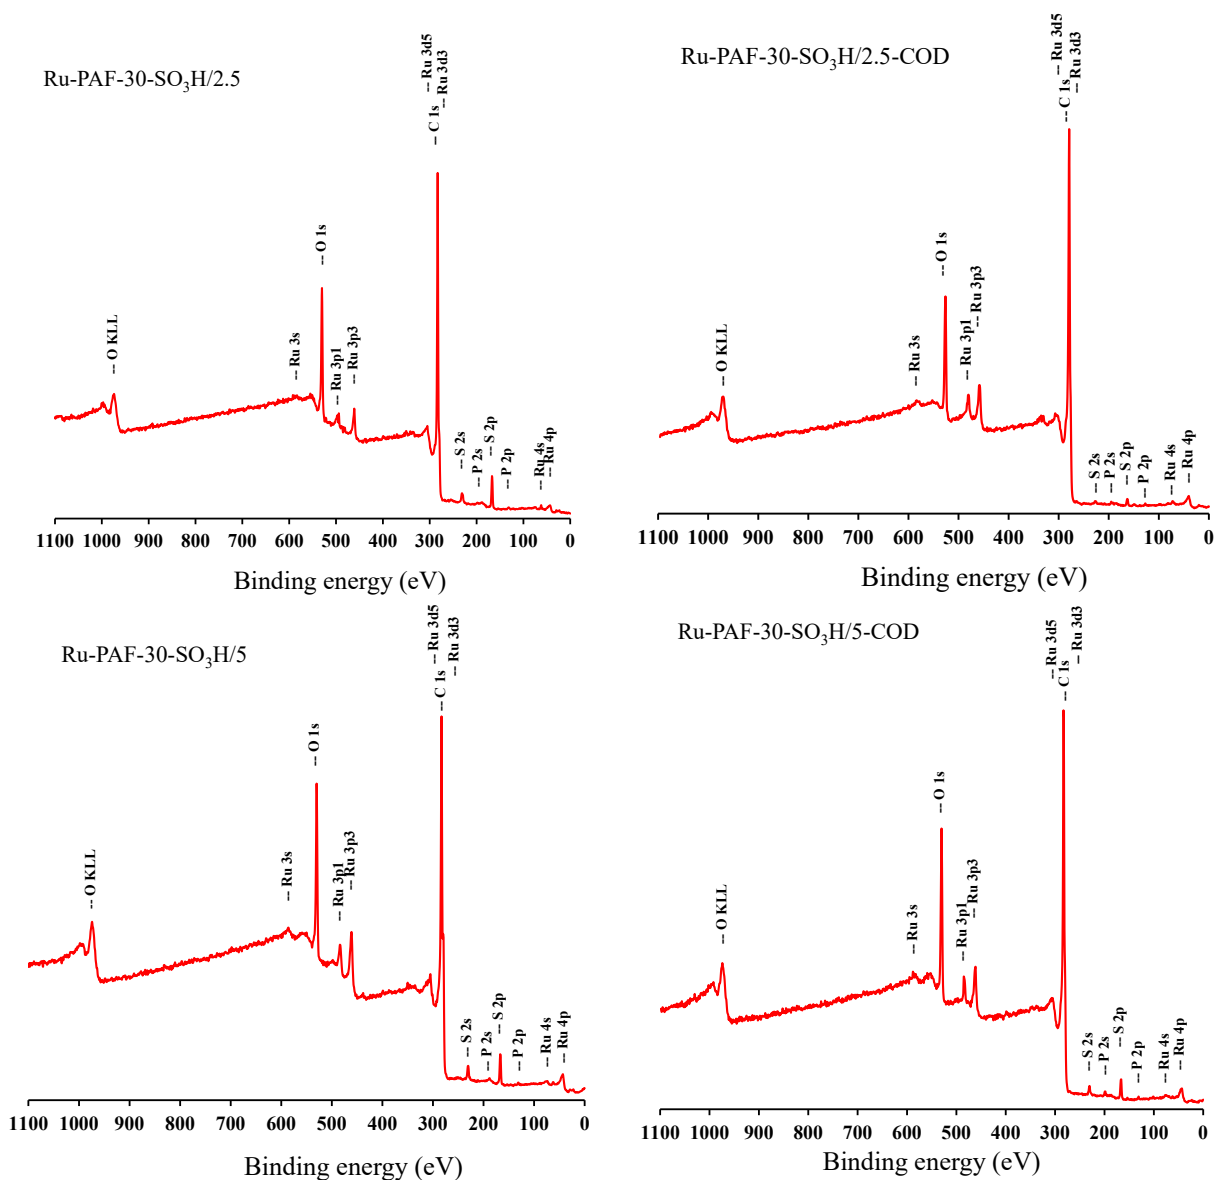 Ru-PAF-30-SO3H/2.5
-- O KLL
-- Ru 3s
-- O 1s
-- Ru 3p1
-- Ru 3p3
-- C 1s
-- Ru 3d5
-- Ru 3d3
-- S 2s
-- P 2s
-- S 2p
-- P 2p
-- Ru 4s
-- Ru 4p
1100 1000 900 800 700 600 500 400 300 200 100 0
Binding energy (eV)
Ru-PAF-30-SO3H/2.5-COD
-- O KLL
-- Ru 3s
-- O 1s
-- Ru 3p1
-- Ru 3p3
-- C 1s
-- Ru 3d5
-- Ru 3d3
-- S 2s
-- P 2s
-- S 2p
-- P 2p
-- Ru 4s
-- Ru 4p
1100 1000 900 800 700 600 500 400 300 200 100 0
Binding energy (eV)
Ru-PAF-30-SO3H/5
-- O KLL
-- Ru 3s
-- O 1s
-- Ru 3p1
-- Ru 3p3
-- C 1s
-- Ru 3d5
-- Ru 3d3
-- S 2s
-- P 2s
-- S 2p
-- P 2p
-- Ru 4s
-- Ru 4p
1100 1000 900 800 700 600 500 400 300 200 100 0
Binding energy (eV)
Ru-PAF-30-SO3H/5-COD
-- O KLL
-- Ru 3s
-- O 1s
-- Ru 3p1
-- Ru 3p3
-- Ru 3d5
-- C 1s
-- Ru 3d3
-- S 2s
-- P 2s
-- S 2p
-- P 2p
-- Ru 4s
-- Ru 4p
1100 1000 900 800 700 600 500 400 300 200 100 0
Binding energy (eV)